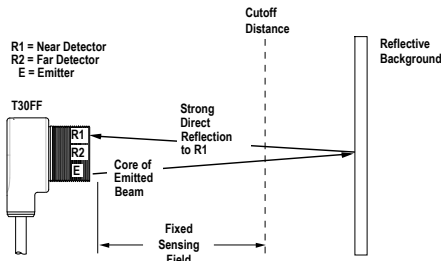 Cutoff
Distance
R1 = Near Detector
R2 = Far Detector
E = Emitter
Reflective
Background
T30FF
Strong
Direct
Reflection
to R1
R1
R2
E
Core of
Emitted
Beam
Fixed
Sensing
Field